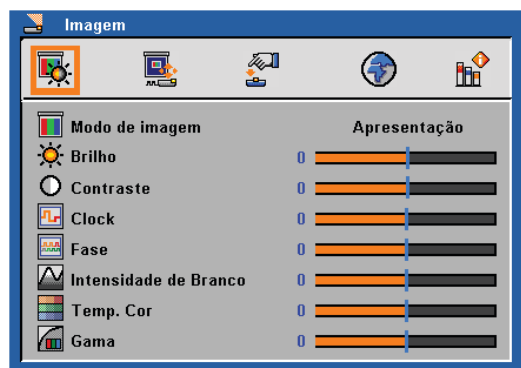 Imagem
Modo de imagem Apresentação
Brilho 0
Contraste 0
Clock 0
Fase 0
Intensidade de Branco 0
Temp. Cor 0
Gama 0